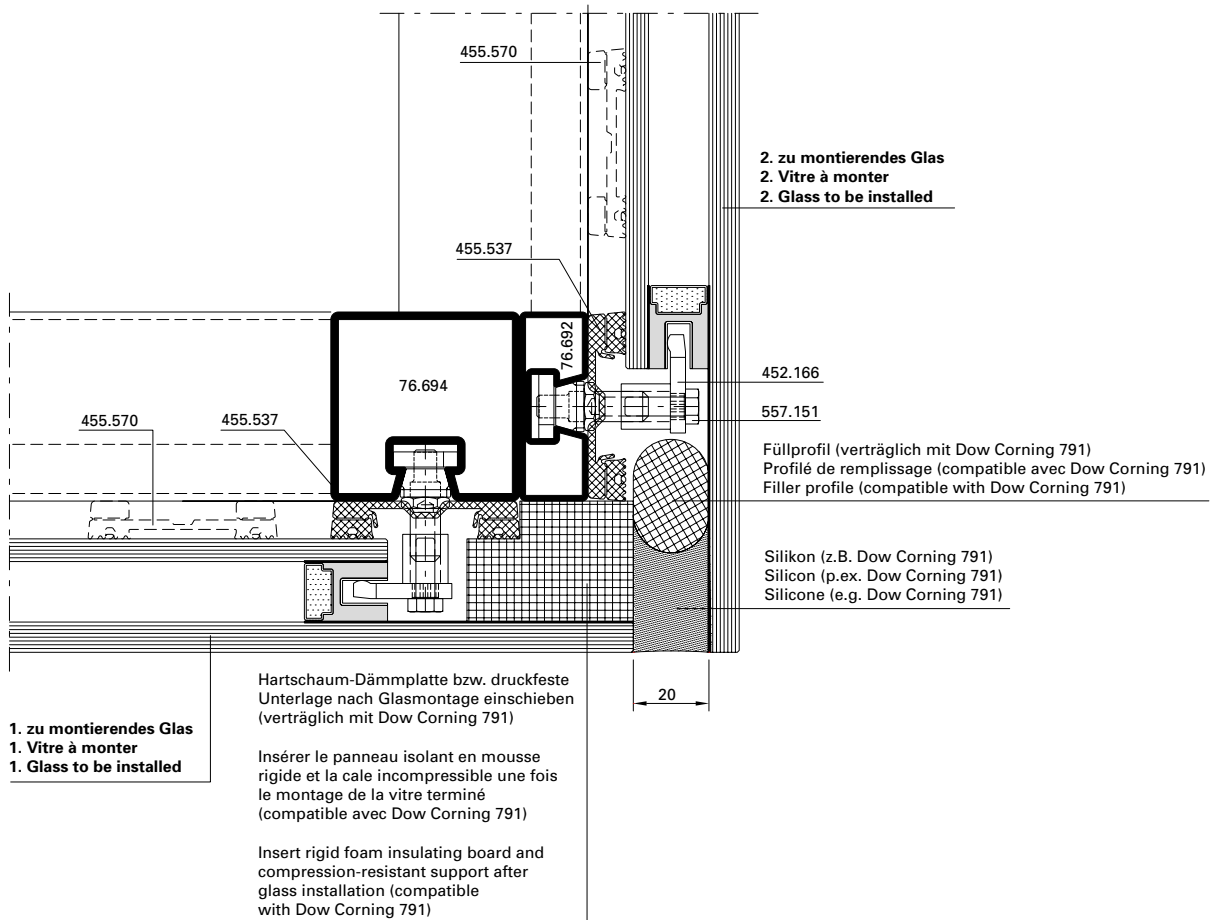 455.570
2. zu montierendes Glas
2. Vitre à monter
2. Glass to be installed
455.537
76.692
76.694
452.166
557.151
455.570
455.537
Füllprofil (verträglich mit Dow Corning 791)
Profilé de remplissage (compatible avec Dow Corning 791)
Filler profile (compatible with Dow Corning 791)
Silikon (z.B. Dow Corning 791)
Silicon (p.ex. Dow Corning 791)
Silicone (e.g. Dow Corning 791)
20
1. zu montierendes Glas
1. Vitre à monter
1. Glass to be installed
Hartschaum-Dämmplatte bzw. druckfeste
Unterlage nach Glasmontage einschieben
(verträglich mit Dow Corning 791)
Insérer le panneau isolant en mousse
rigide et la cale incompressible une fois
le montage de la vitre terminé
(compatible avec Dow Corning 791)
Insert rigid foam insulating board and
compression-resistant support after
glass installation (compatible
with Dow Corning 791)